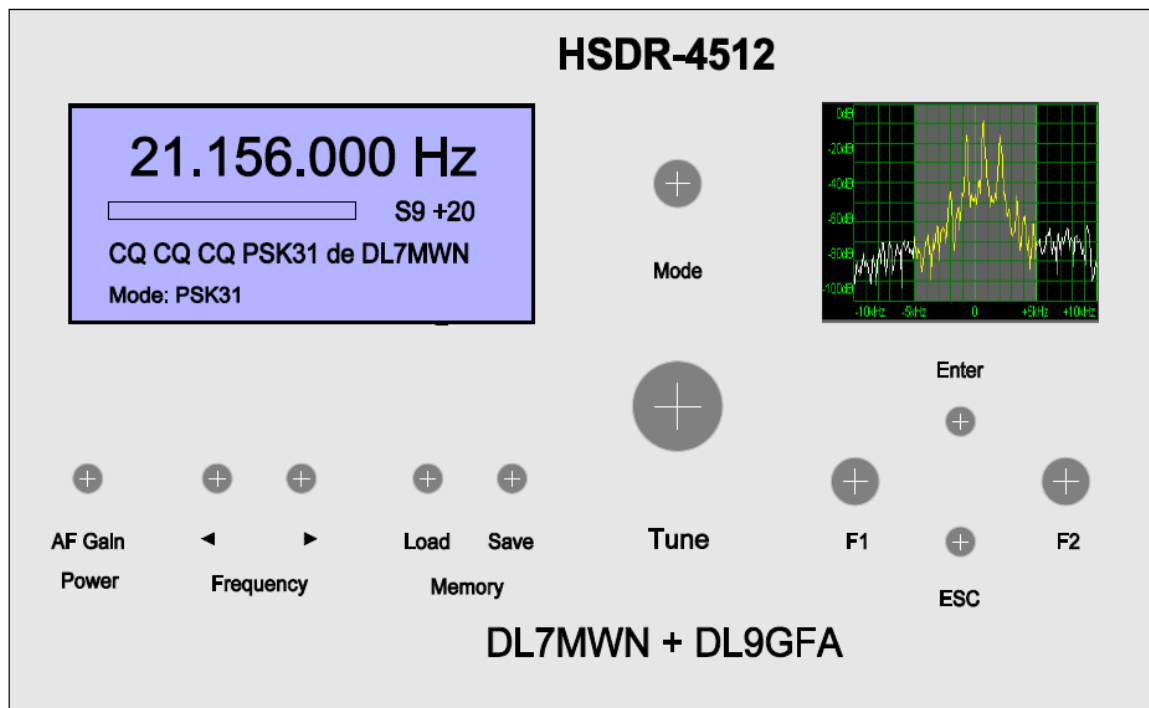 HSDR-4512
21.156.000 Hz
S9 +20
CQ CQ CQ PSK31 de DL7MWN
Mode: PSK31
Mode
0dB
-20dB
-40dB
-60dB
-80dB
-100dB
-10kHz -5kHz 0 +5kHz +10kHz
Enter
AF Gain
Power
◄ ►
Frequency
Load Save
Memory
Tune
F1
F2
ESC
DL7MWN + DL9GFA